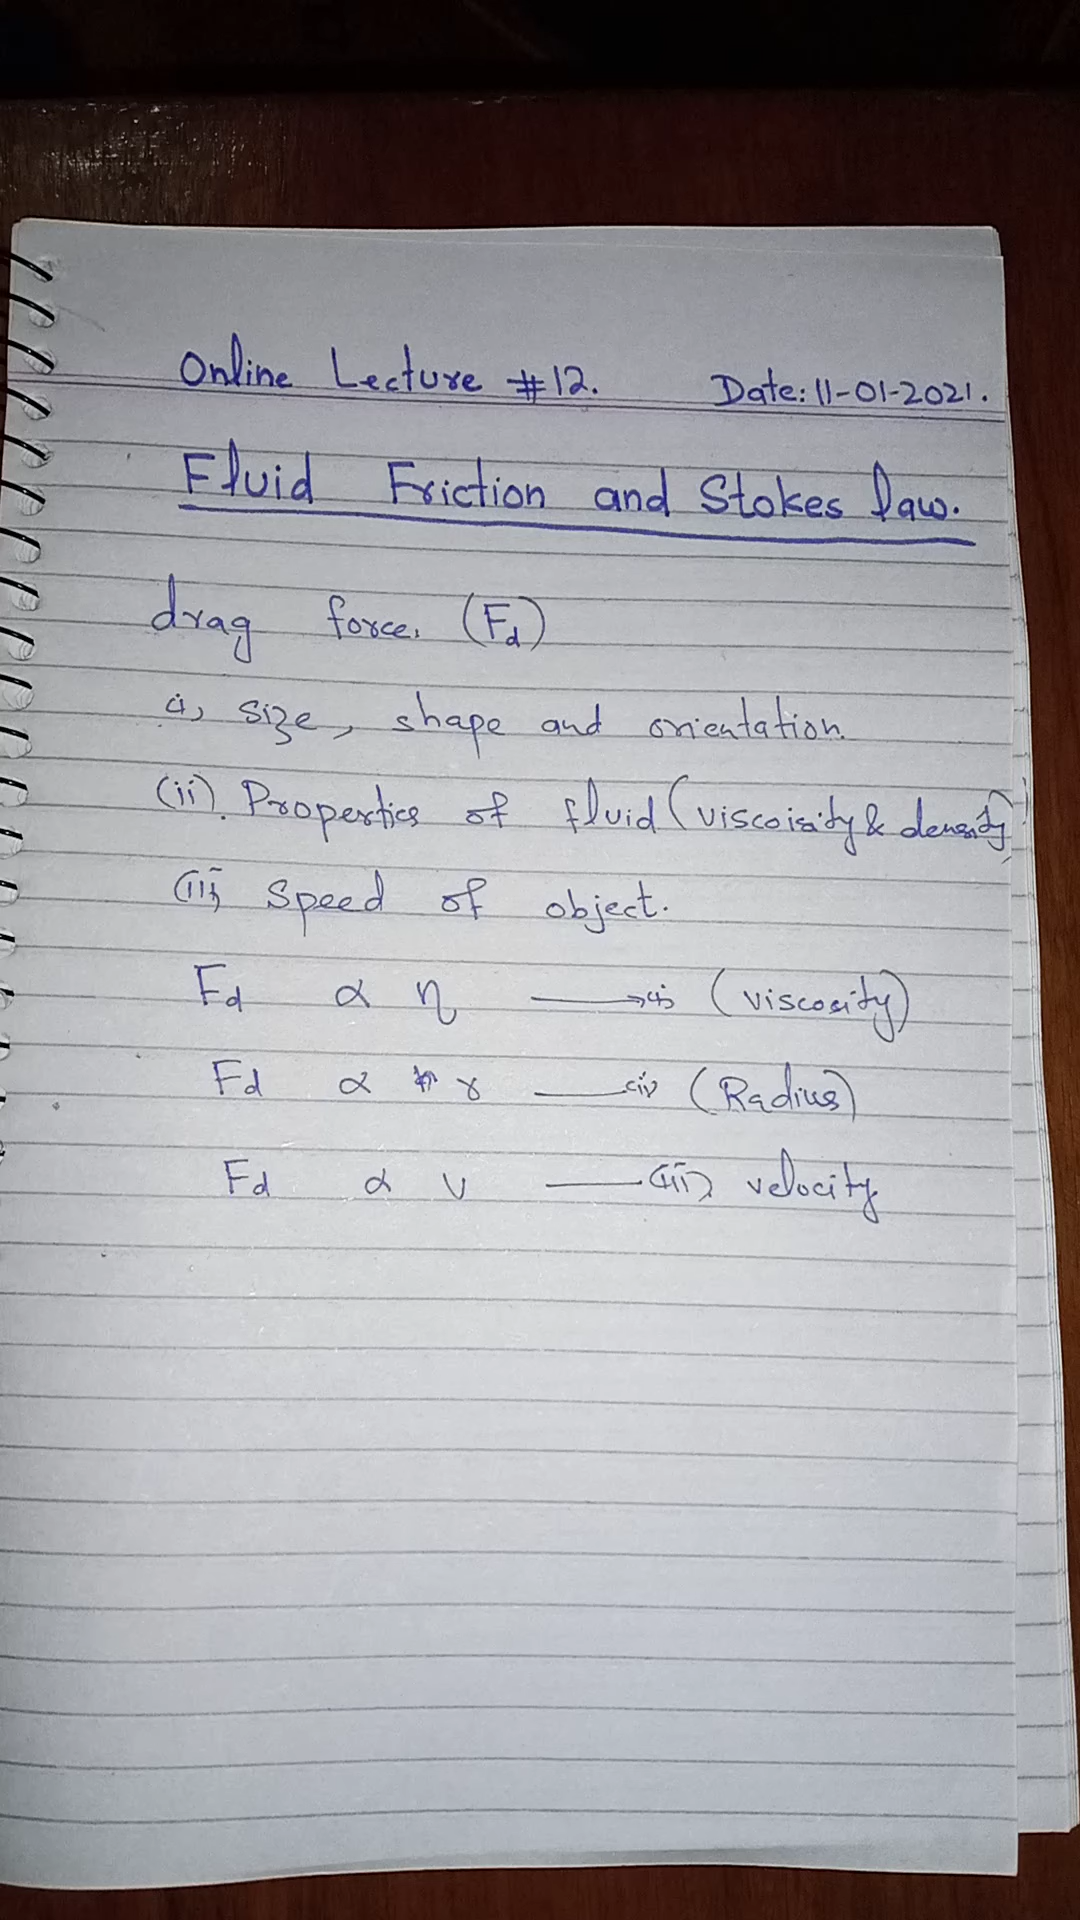 Online Lecture #12. Date: 11-01-2021.
Fluid Friction and Stokes law.
drag force. (Fd)
(i) size, shape and orientation.
(ii). Properties of fluid (viscoisity & density)
(iii) Speed of object.
Fd ∝ η → (i) (viscosity)
Fd ∝ r — (ii) (Radius)
Fd ∝ v — (iii) velocity